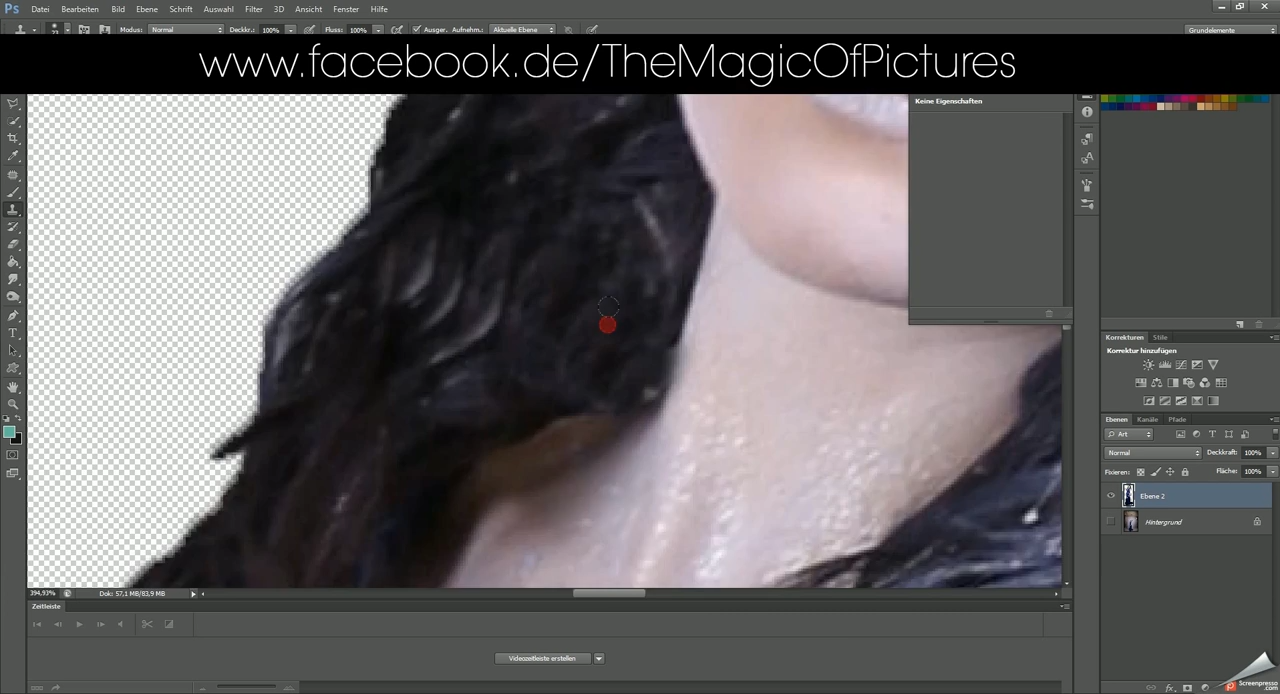 Ps Datei Bearbeiten Bild Ebene Schrift Auswahl Filter 3D Ansicht Fenster Hilfe
Modus: Normal Deckkr.: 100% Fluss: 100% Ausger. Aufnehm.: Aktuelle Ebene Grundelemente
www.facebook.de/TheMagicOfPictures
Keine Eigenschaften
Korrekturen Stile
Korrektur hinzufügen
Ebenen Kanäle Pfade
Art
Normal Deckkraft: 100%
Fixieren: Fläche: 100%
Ebene 2
Hintergrund
394,93% Dok: 57,1 MB/83,9 MB
Zeitleiste
Videozeitleiste erstellen
Screenpresso
.com